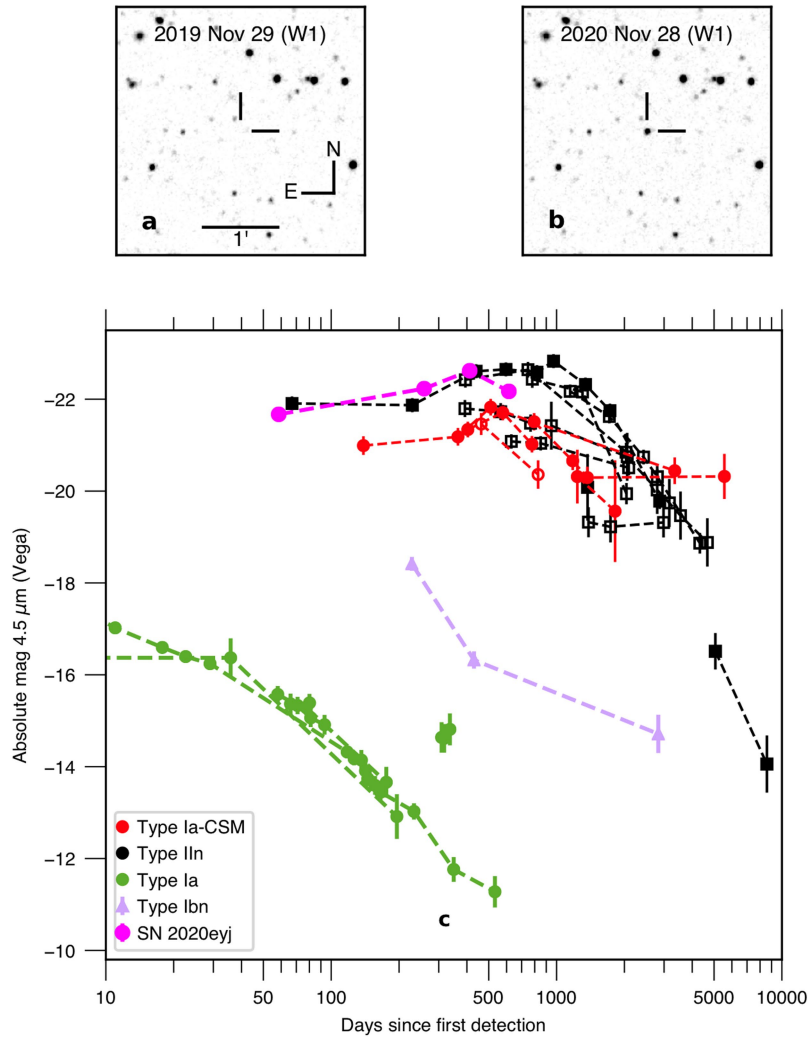 2019 Nov 29 (W1)
N
E
a
1'
2020 Nov 28 (W1)
b
Absolute mag 4.5 µm (Vega)
−22
−20
−18
−16
−14
−12
−10
Type Ia-CSM
Type IIn
Type Ia
Type Ibn
SN 2020eyj
c
10
50
100
500
1000
5000
10000
Days since first detection